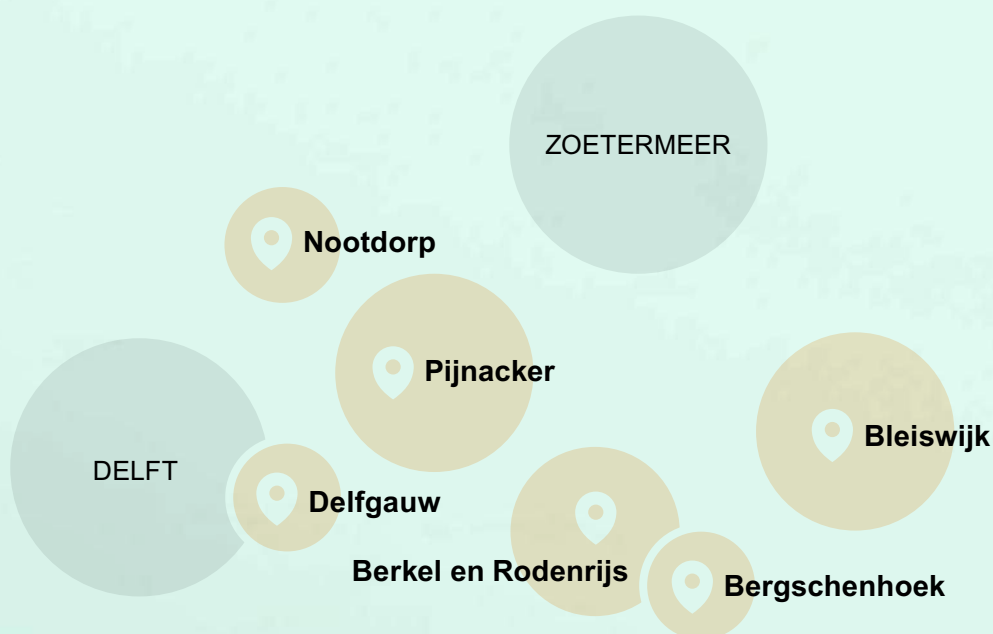 ZOETERMEER
Nootdorp
Pijnacker
Bleiswijk
DELFT
Delfgauw
Berkel en Rodenrijs
Bergschenhoek